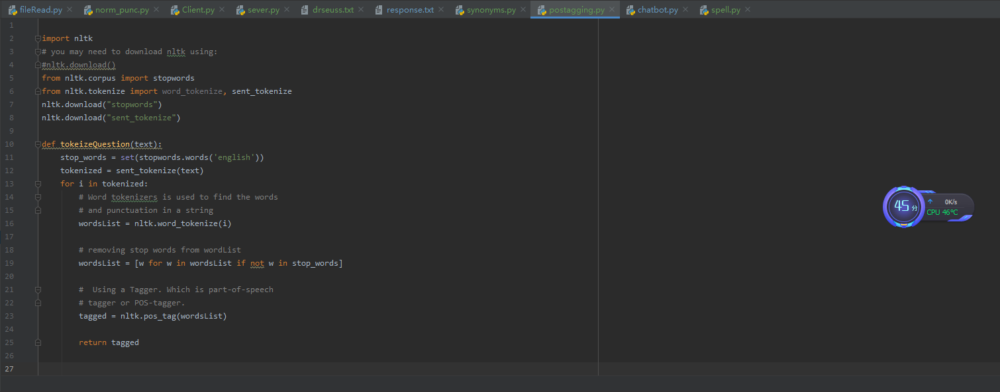 fileRead.py norm_punc.py Client.py sever.py drseuss.txt response.txt synonyms.py postagging.py chatbot.py spell.py
1
2 import nltk
3 # you may need to download nltk using:
4 #nltk.download()
5 from nltk.corpus import stopwords
6 from nltk.tokenize import word_tokenize, sent_tokenize
7 nltk.download("stopwords")
8 nltk.download("sent_tokenize")
9
10 def tokeizeQuestion(text):
11 stop_words = set(stopwords.words('english'))
12 tokenized = sent_tokenize(text)
13 for i in tokenized:
14 # Word tokenizers is used to find the words
15 # and punctuation in a string
16 wordsList = nltk.word_tokenize(i)
17
18 # removing stop words from wordList
19 wordsList = [w for w in wordsList if not w in stop_words]
20
21 #  Using a Tagger. Which is part-of-speech
22 # tagger or POS-tagger.
23 tagged = nltk.pos_tag(wordsList)
24
25 return tagged
26
27
45分
↑ 0K/s
CPU 46°C